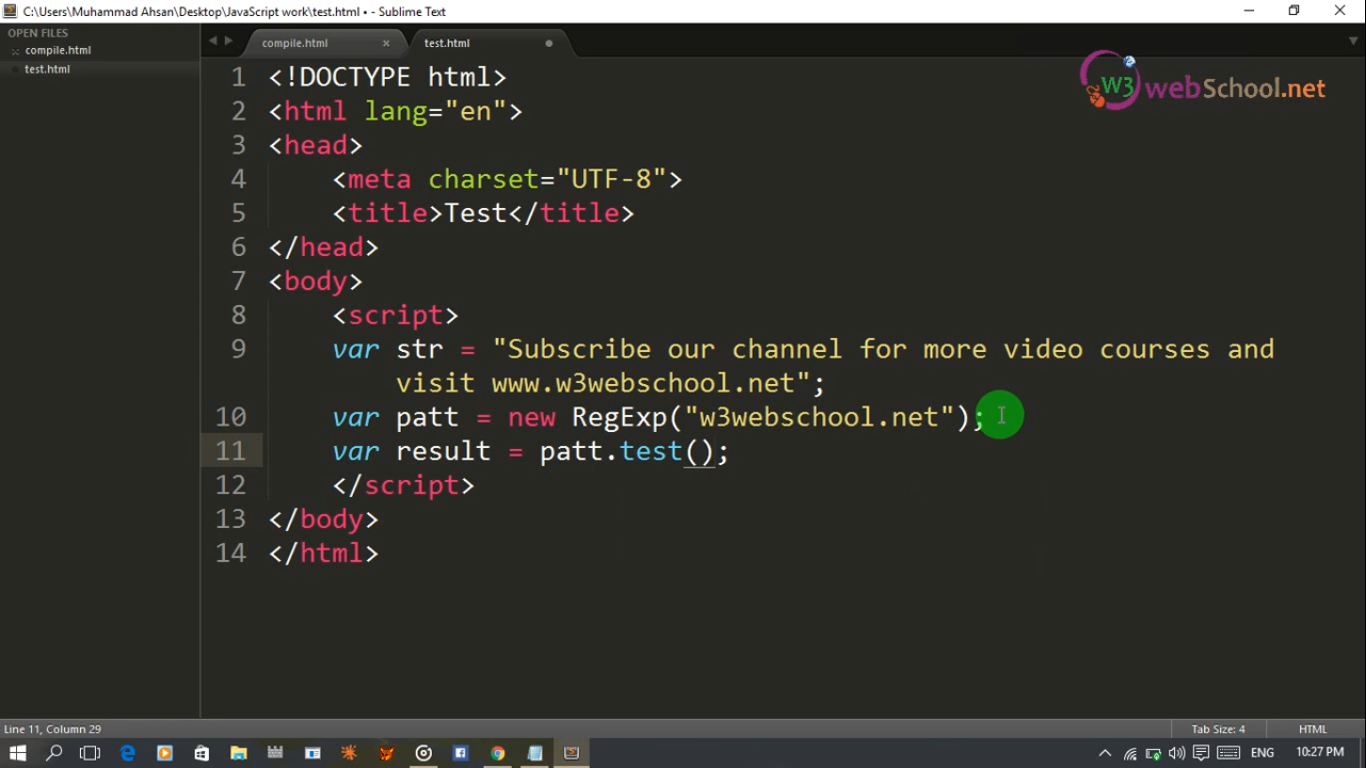 C:\Users\Muhammad Ahsan\Desktop\JavaScript work\test.html • - Sublime Text
OPEN FILES
compile.html
test.html
compile.html ×
test.html
W3 webSchool.net
1 <!DOCTYPE html>
2 <html lang="en">
3 <head>
4 <meta charset="UTF-8">
5 <title>Test</title>
6 </head>
7 <body>
8 <script>
9 var str = "Subscribe our channel for more video courses and
visit www.w3webschool.net";
10 var patt = new RegExp("w3webschool.net");
11 var result = patt.test();
12 </script>
13 </body>
14 </html>
Line 11, Column 29
Tab Size: 4
HTML
ENG
10:27 PM